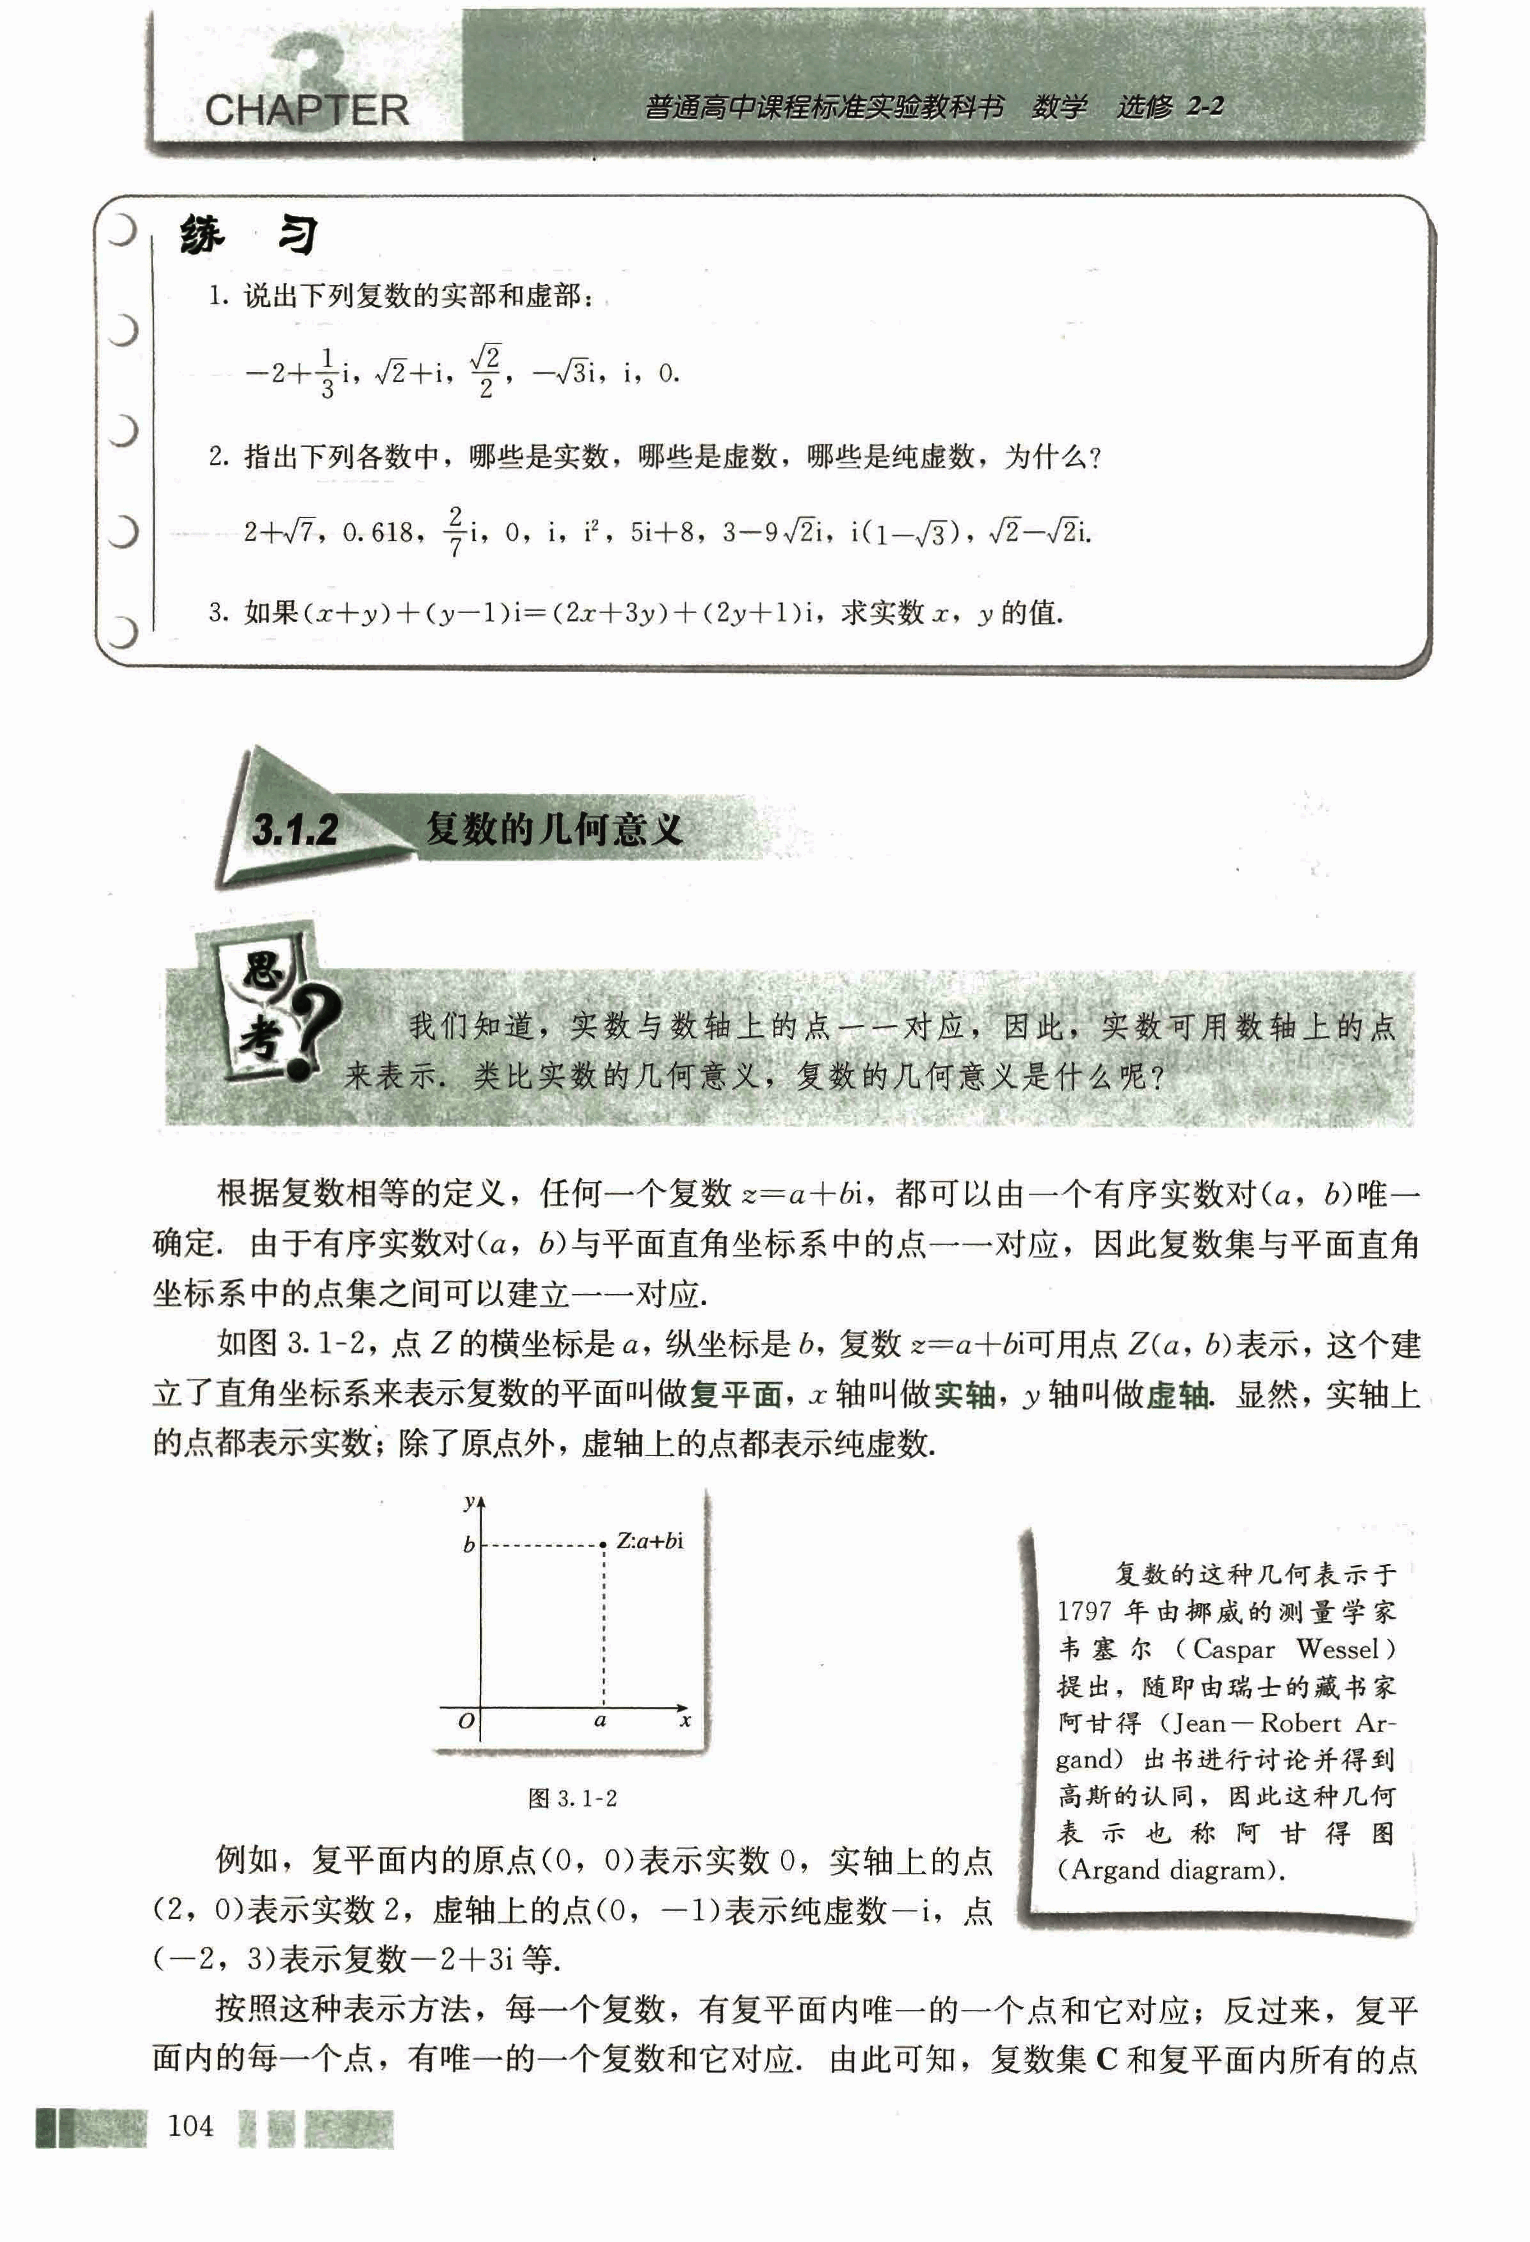 3
CHAPTER
普通高中课程标准实验教科书 数学 选修 2-2
练 习
1. 说出下列复数的实部和虚部：
−2+1/3 i，√2+i，√2/2，−√3i，i，0.
2. 指出下列各数中，哪些是实数，哪些是虚数，哪些是纯虚数，为什么？
2+√7，0.618，2/7 i，0，i，i²，5i+8，3−9√2i，i(1−√3)，√2−√2i.
3. 如果(x+y)+(y−1)i=(2x+3y)+(2y+1)i，求实数 x，y 的值.
3.1.2 复数的几何意义
思考？
我们知道，实数与数轴上的点一一对应，因此，实数可用数轴上的点
来表示. 类比实数的几何意义，复数的几何意义是什么呢？
根据复数相等的定义，任何一个复数 z=a+bi，都可以由一个有序实数对(a，b)唯一
确定. 由于有序实数对(a，b)与平面直角坐标系中的点一一对应，因此复数集与平面直角
坐标系中的点集之间可以建立一一对应.
如图 3.1-2，点 Z 的横坐标是 a，纵坐标是 b，复数 z=a+bi可用点 Z(a，b)表示，这个建
立了直角坐标系来表示复数的平面叫做复平面，x 轴叫做实轴，y 轴叫做虚轴. 显然，实轴上
的点都表示实数；除了原点外，虚轴上的点都表示纯虚数.
y
b
Z:a+bi
O
a
x
图 3.1-2
复数的这种几何表示于
1797 年由挪威的测量学家
韦塞尔（Caspar Wessel）
提出，随即由瑞士的藏书家
阿甘得（Jean－Robert Ar-
gand）出书进行讨论并得到
高斯的认同，因此这种几何
表示也称阿甘得图
（Argand diagram）.
例如，复平面内的原点(0，0)表示实数 0，实轴上的点
(2，0)表示实数 2，虚轴上的点(0，−1)表示纯虚数−i，点
(−2，3)表示复数−2+3i 等.
按照这种表示方法，每一个复数，有复平面内唯一的一个点和它对应；反过来，复平
面内的每一个点，有唯一的一个复数和它对应. 由此可知，复数集 C 和复平面内所有的点
104